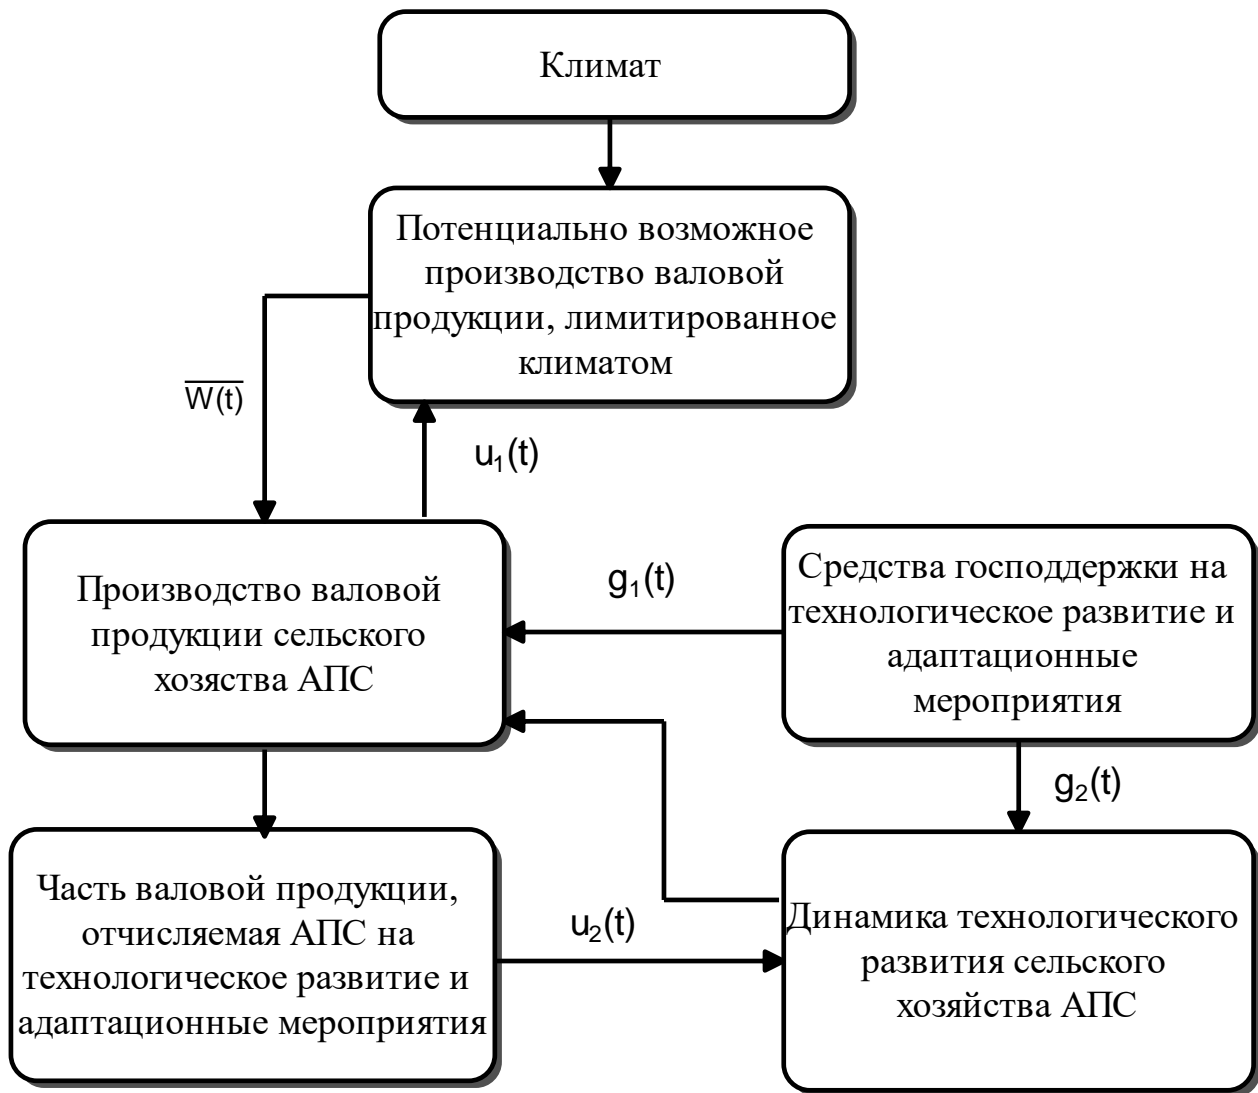 Климат
Потенциально возможное
производство валовой
продукции, лимитированное
климатом
W(t)
u₁(t)
Производство валовой
продукции сельского
хозяства АПС
g₁(t)
Средства господдержки на
технологическое развитие и
адаптационные
мероприятия
g₂(t)
Часть валовой продукции,
отчисляемая АПС на
технологическое развитие и
адаптационные мероприятия
u₂(t)
Динамика технологического
развития сельского
хозяйства АПС